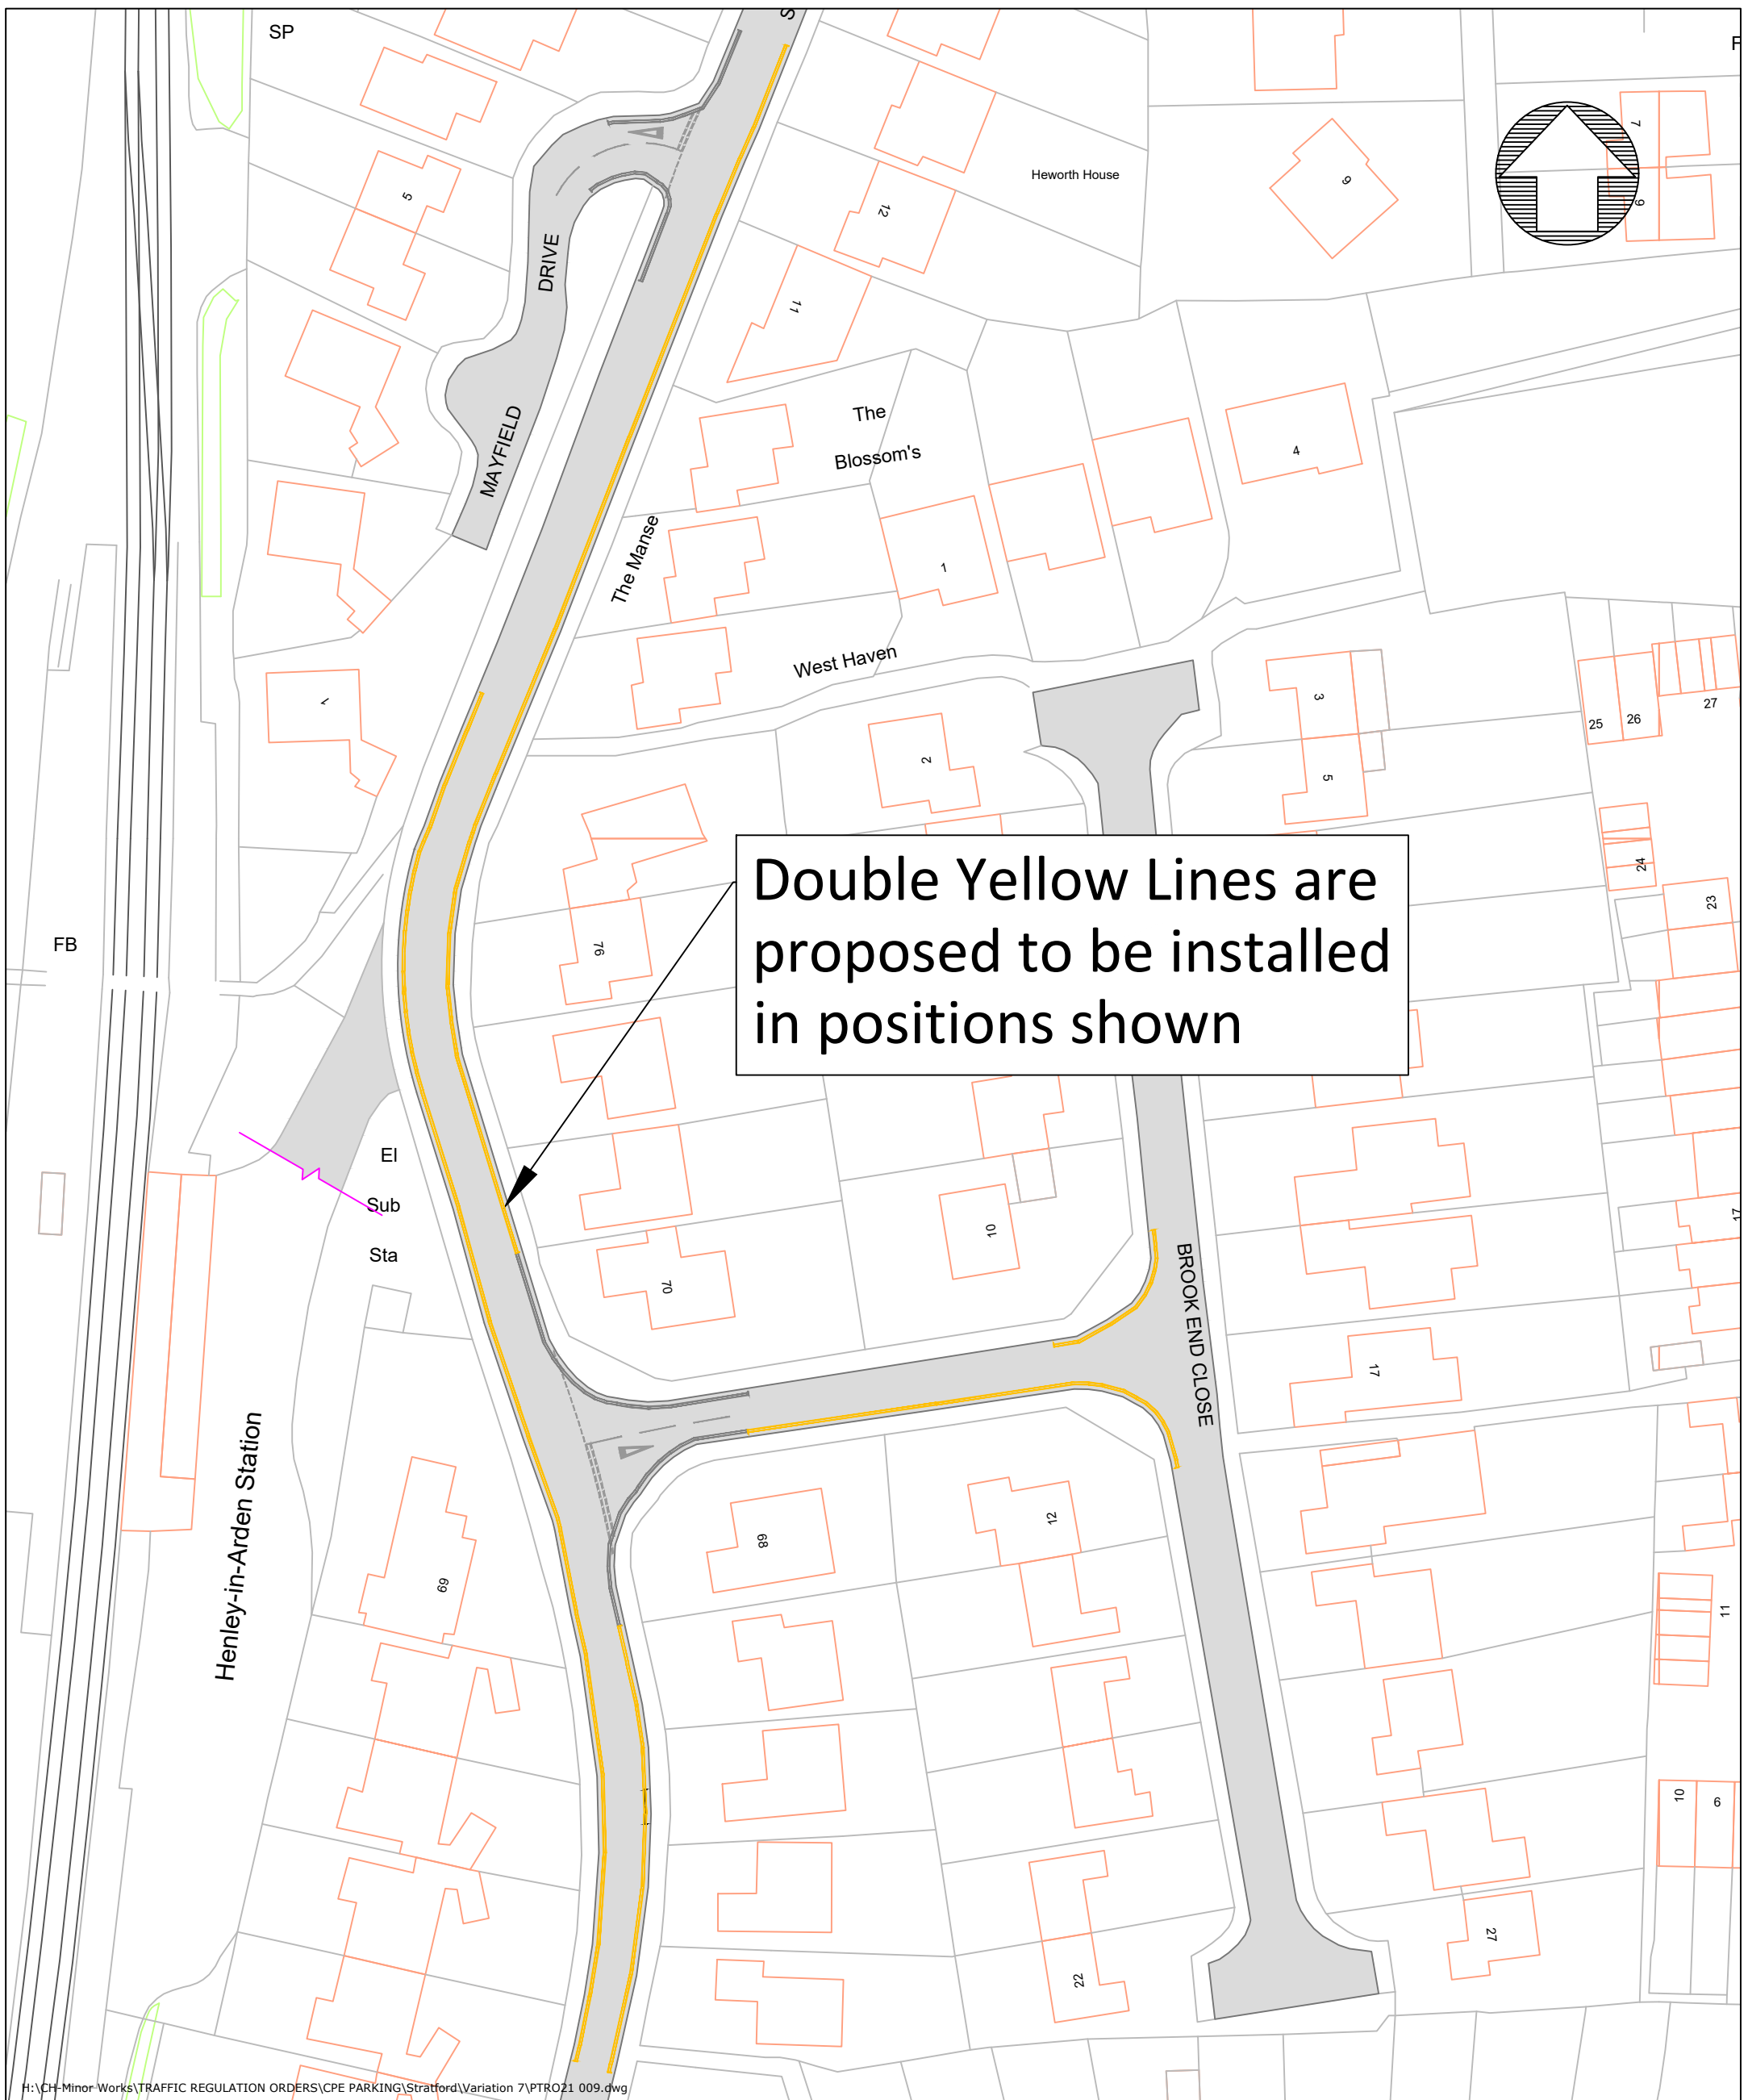 SP
F
S
7
Heworth House
5
9
12
9
DRIVE
11
The
Blossom's
4
MAYFIELD
The Manse
1
West Haven
1
3
25
26
27
2
5
Double Yellow Lines are
proposed to be installed
in positions shown
24
23
76
FB
El
Sub
Sta
10
17
70
BROOK END CLOSE
17
Henley-in-Arden Station
68
12
69
11
10
6
27
22
H:\CH-Minor Works\TRAFFIC REGULATION ORDERS\CPE PARKING\Stratford\Variation 7\PTRO21 009.dwg